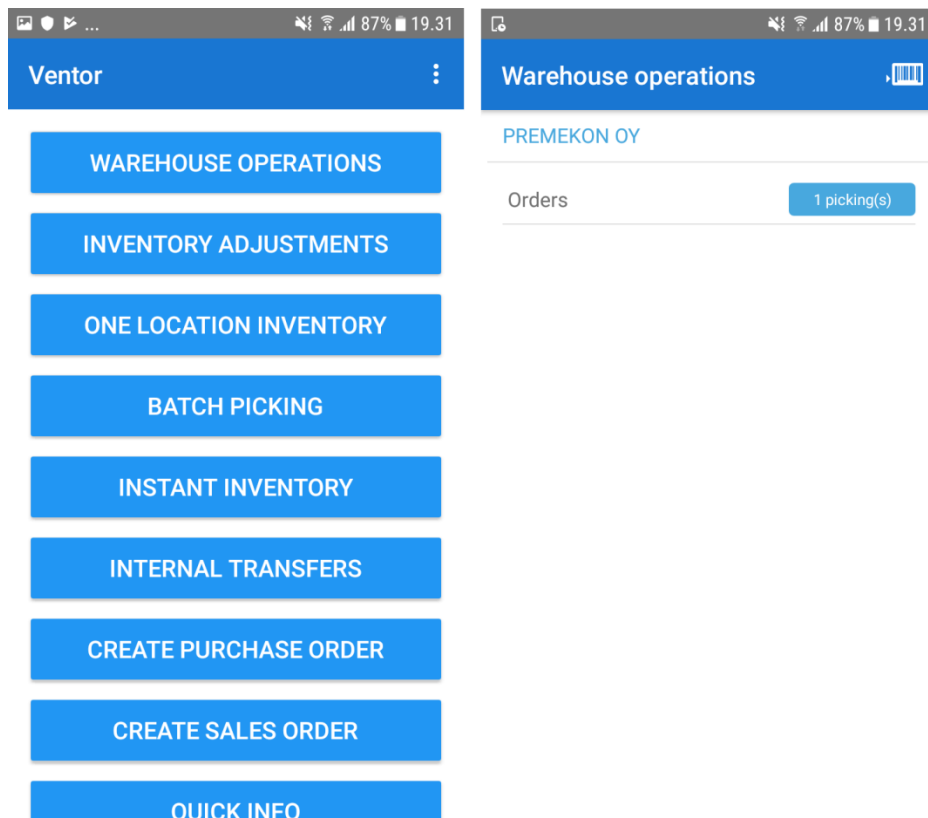 ... 87% 19.31
Ventor
WAREHOUSE OPERATIONS
INVENTORY ADJUSTMENTS
ONE LOCATION INVENTORY
BATCH PICKING
INSTANT INVENTORY
INTERNAL TRANSFERS
CREATE PURCHASE ORDER
CREATE SALES ORDER
QUICK INFO
87% 19.31
Warehouse operations
PREMEKON OY
Orders 1 picking(s)